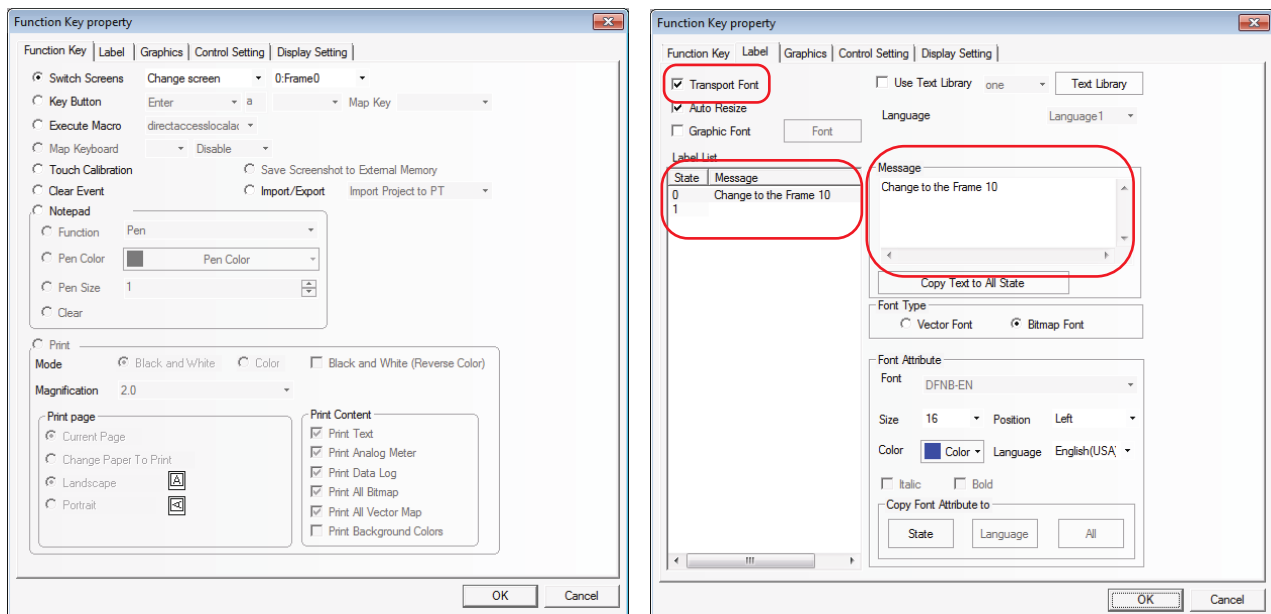 Function Key property
Function Key Label Graphics Control Setting Display Setting
Switch Screens Change screen 0:Frame0
Key Button Enter a Map Key
Execute Macro directaccesslocalac
Map Keyboard Disable
Touch Calibration Save Screenshot to External Memory
Clear Event Import/Export Import Project to PT
Notepad
Function Pen
Pen Color Pen Color
Pen Size 1
Clear
Print
Mode Black and White Color Black and White (Reverse Color)
Magnification 2.0
Print page
Current Page
Change Paper To Print
Landscape A
Portrait A
Print Content
Print Text
Print Analog Meter
Print Data Log
Print All Bitmap
Print All Vector Map
Print Background Colors
OK Cancel
Function Key property
Function Key Label Graphics Control Setting Display Setting
Transport Font
Auto Resize
Graphic Font Font
Label List
State Message
0 Change to the Frame 10
1
Use Text Library one Text Library
Language Language1
Message
Change to the Frame 10
Copy Text to All State
Font Type
Vector Font Bitmap Font
Font Attribute
Font DFNB-EN
Size 16 Position Left
Color Color Language English(USA)
Italic Bold
Copy Font Attribute to
State Language All
OK Cancel